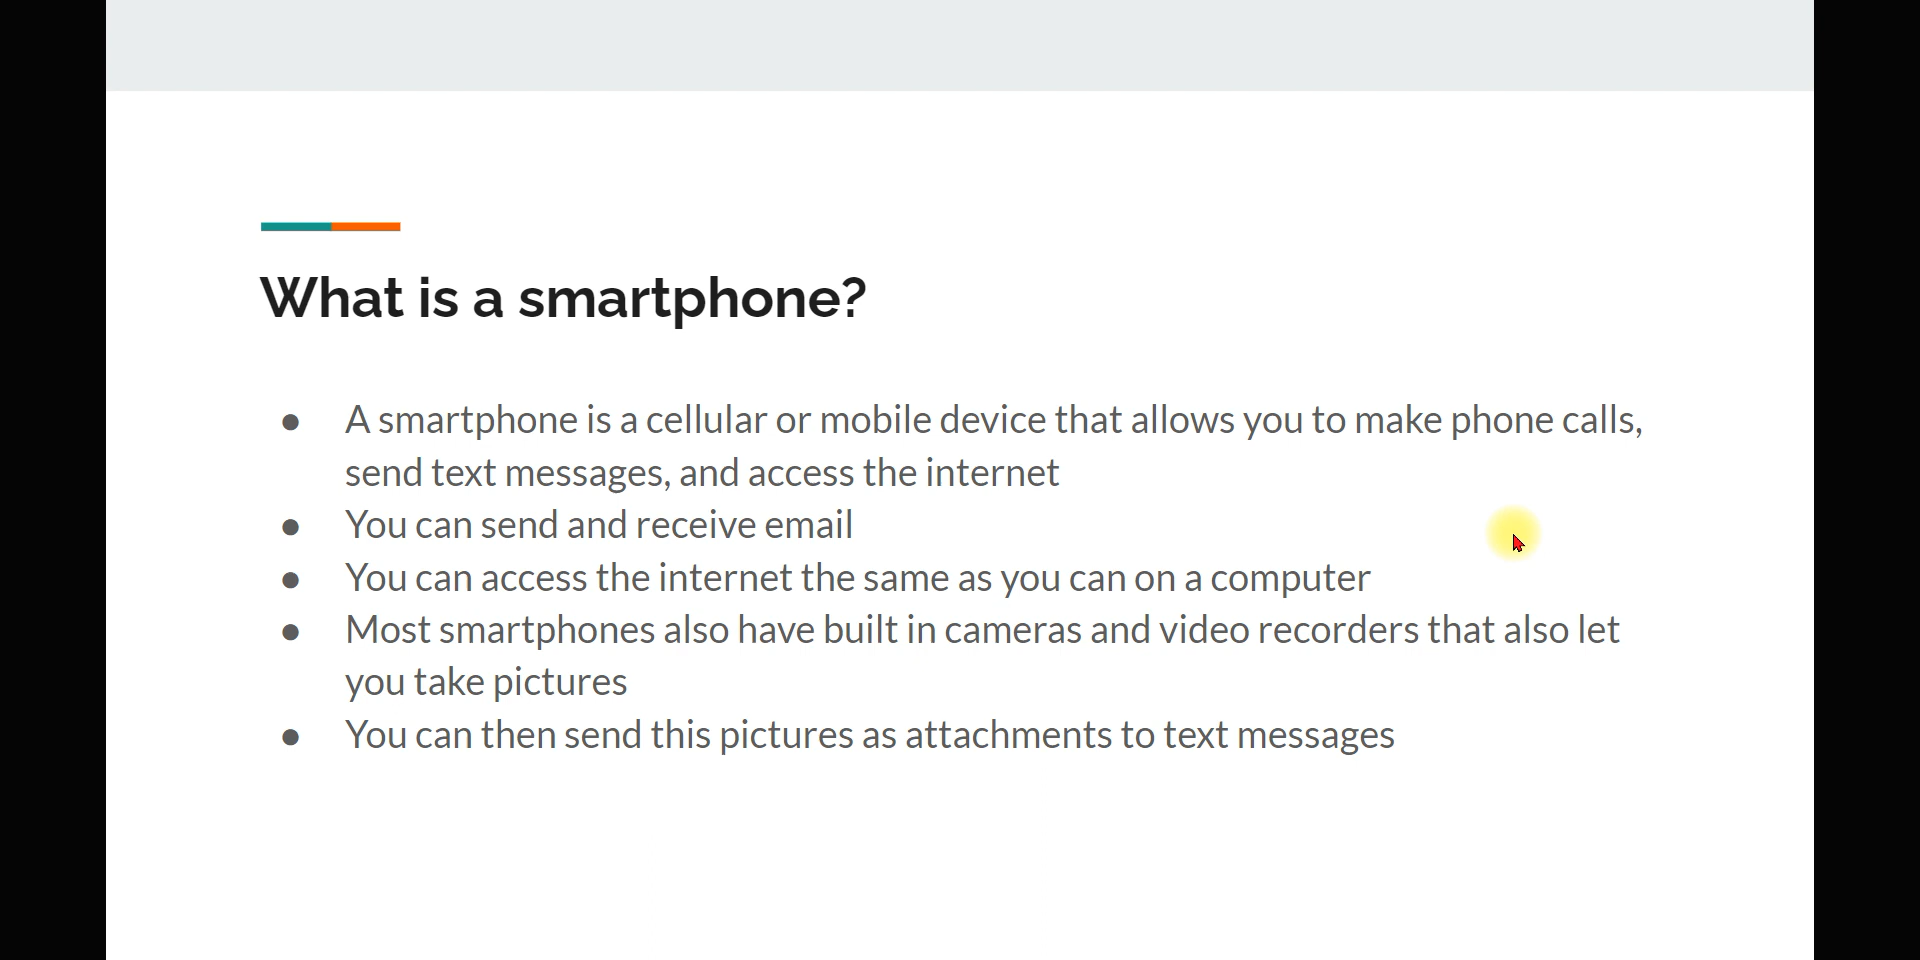 What is a smartphone?
● A smartphone is a cellular or mobile device that allows you to make phone calls,
send text messages, and access the internet
● You can send and receive email
● You can access the internet the same as you can on a computer
● Most smartphones also have built in cameras and video recorders that also let
you take pictures
● You can then send this pictures as attachments to text messages